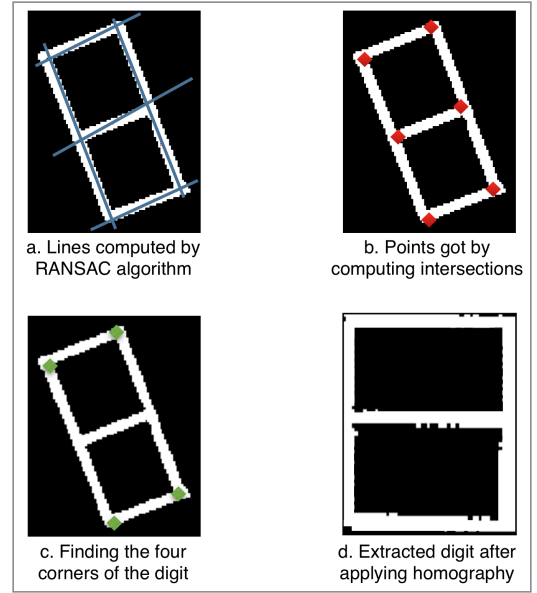 a. Lines computed by
RANSAC algorithm
b. Points got by
computing intersections
c. Finding the four
corners of the digit
d. Extracted digit after
applying homography